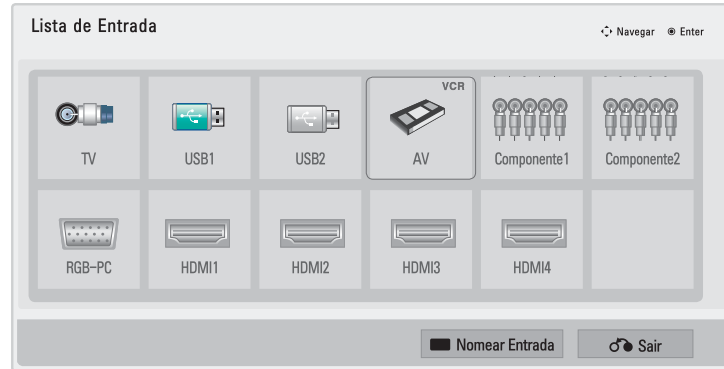 Lista de Entrada
Navegar Enter
VCR
TV USB1 USB2 AV Componente1 Componente2
RGB-PC HDMI1 HDMI2 HDMI3 HDMI4
Nomear Entrada Sair